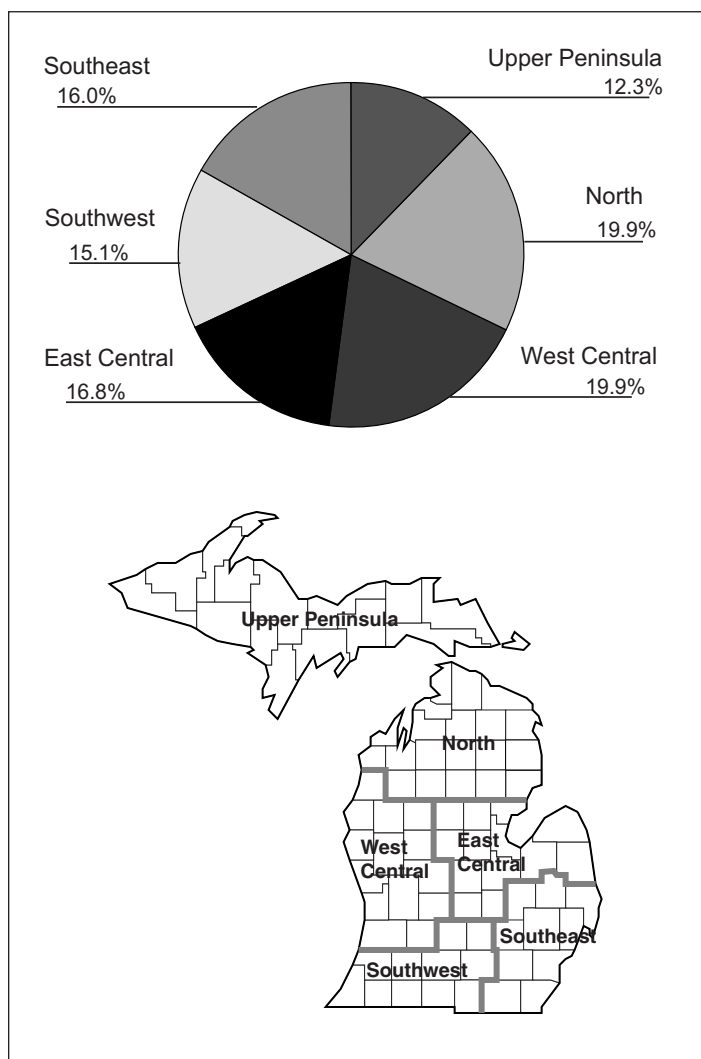 Southeast
16.0%
Upper Peninsula
12.3%
Southwest
15.1%
North
19.9%
East Central
16.8%
West Central
19.9%
Upper Peninsula
North
West
Central
East
Central
Southeast
Southwest